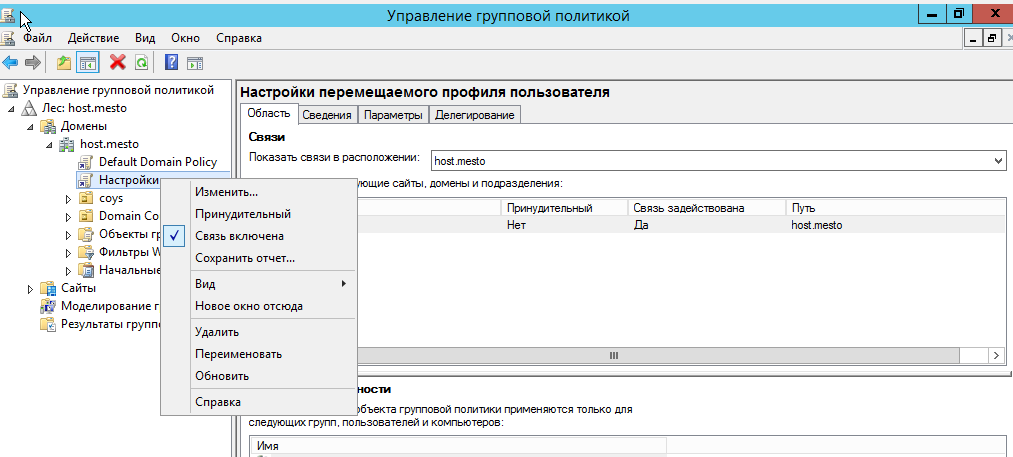 Управление групповой политикой
Файл Действие Вид Окно Справка
Управление групповой политикой
Лес: host.mesto
Домены
host.mesto
Default Domain Policy
Настройки
coys
Domain Co
Объекты гр
Фильтры W
Начальные
Сайты
Моделирование г
Результаты группо
Изменить...
Принудительный
Связь включена
Сохранить отчет...
Вид
Новое окно отсюда
Удалить
Переименовать
Обновить
Справка
Настройки перемещаемого профиля пользователя
Область Сведения Параметры Делегирование
Связи
Показать связи в расположении: host.mesto
ующие сайты, домены и подразделения:
Принудительный Связь задействована Путь
Нет Да host.mesto
ности
объекта групповой политики применяются только для
следующих групп, пользователей и компьютеров:
Имя